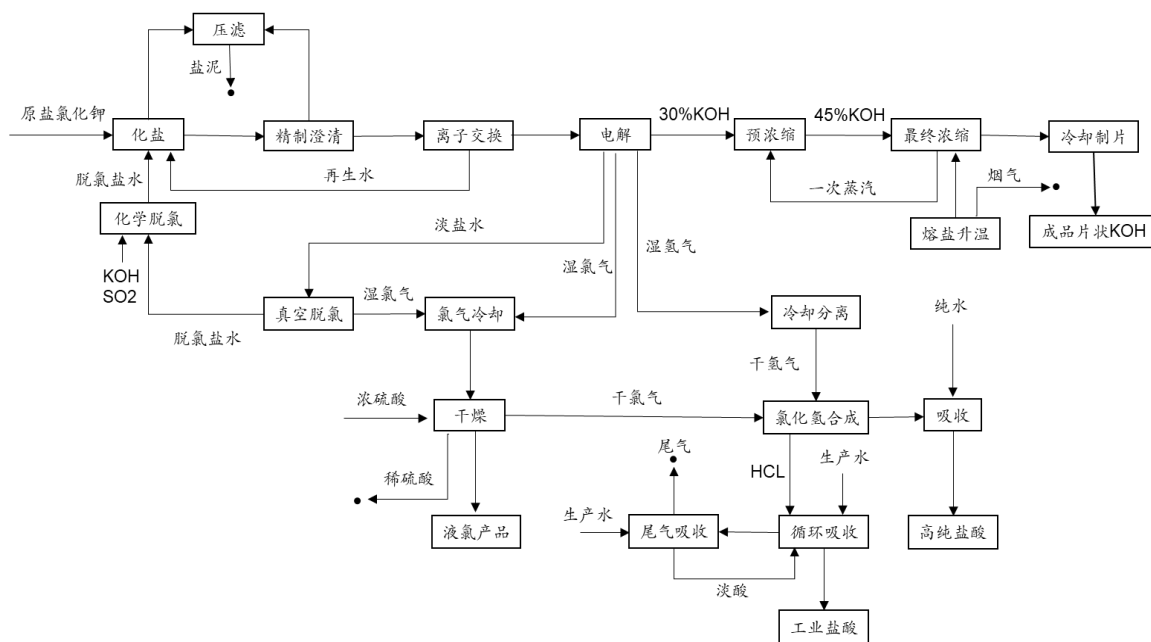 压滤
盐泥
原盐氯化钾
化盐
精制澄清
离子交换
电解
30%KOH
预浓缩
45%KOH
最终浓缩
冷却制片
再生水
一次蒸汽
烟气
脱氯盐水
化学脱氯
淡盐水
熔盐升温
成品片状KOH
KOH
SO2
湿氯气
湿氢气
真空脱氯
湿氯气
氯气冷却
冷却分离
纯水
脱氯盐水
干氢气
浓硫酸
干燥
干氯气
氯化氢合成
吸收
尾气
HCL
生产水
稀硫酸
液氯产品
生产水
尾气吸收
循环吸收
高纯盐酸
淡酸
工业盐酸